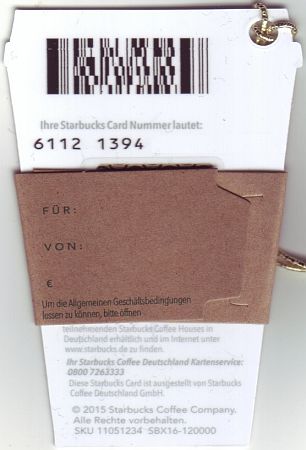 Ihre Starbucks Card Nummer lautet:
6112 1394
FÜR:
VON:
€
Um die Allgemeinen Geschäftsbedingungen
lessen zu können, bitte öffnen
teilnehmenden Starbucks Coffee Houses in
Deutschland erhältlich und im Internet unter
www.starbucks.de zu finden.
Ihr Starbucks Coffee Deutschland Kartenservice:
0800 7263333
Diese Starbucks Card ist ausgestellt von Starbucks
Coffee Deutschland GmbH.
© 2015 Starbucks Coffee Company.
Alle Rechte vorbehalten.
SKU 11051234 SBX16-120000